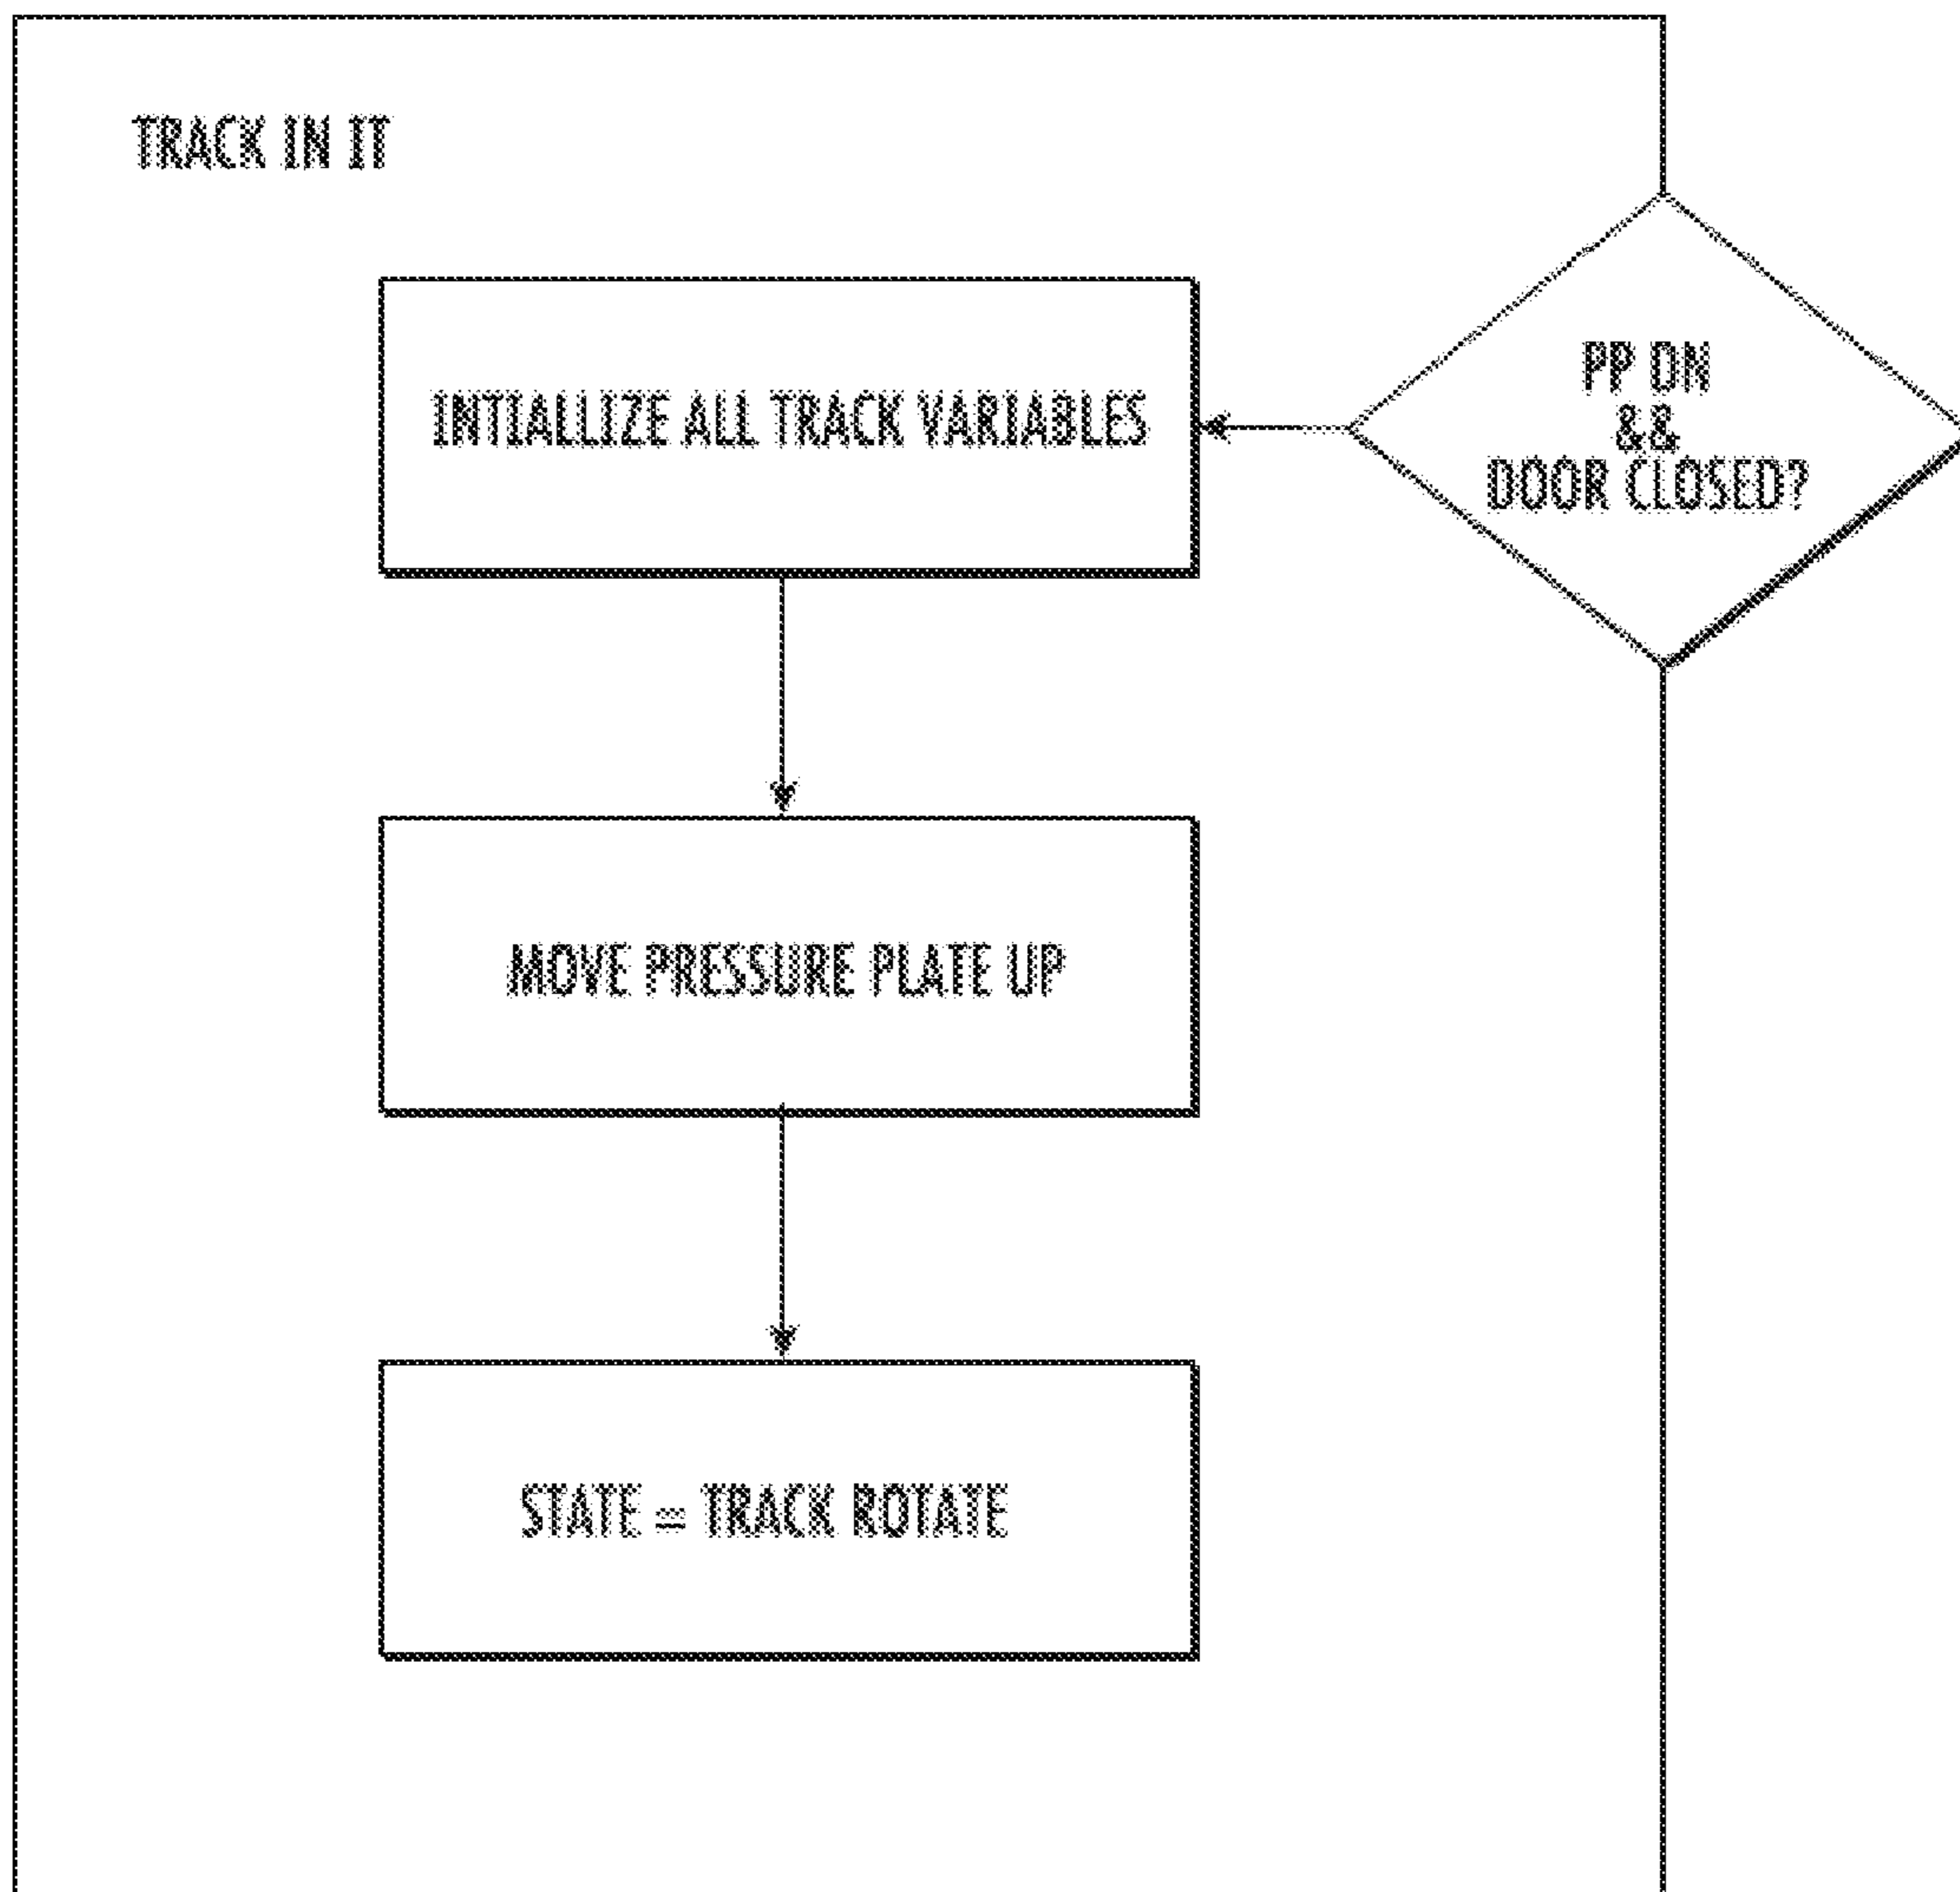 TRACK IN IT
INTIALLIZE ALL TRACK VARIABLES
PP DN
&&
DOOR CLOSED?
MOVE PRESSURE PLATE UP
STATE = TRACK ROTATE